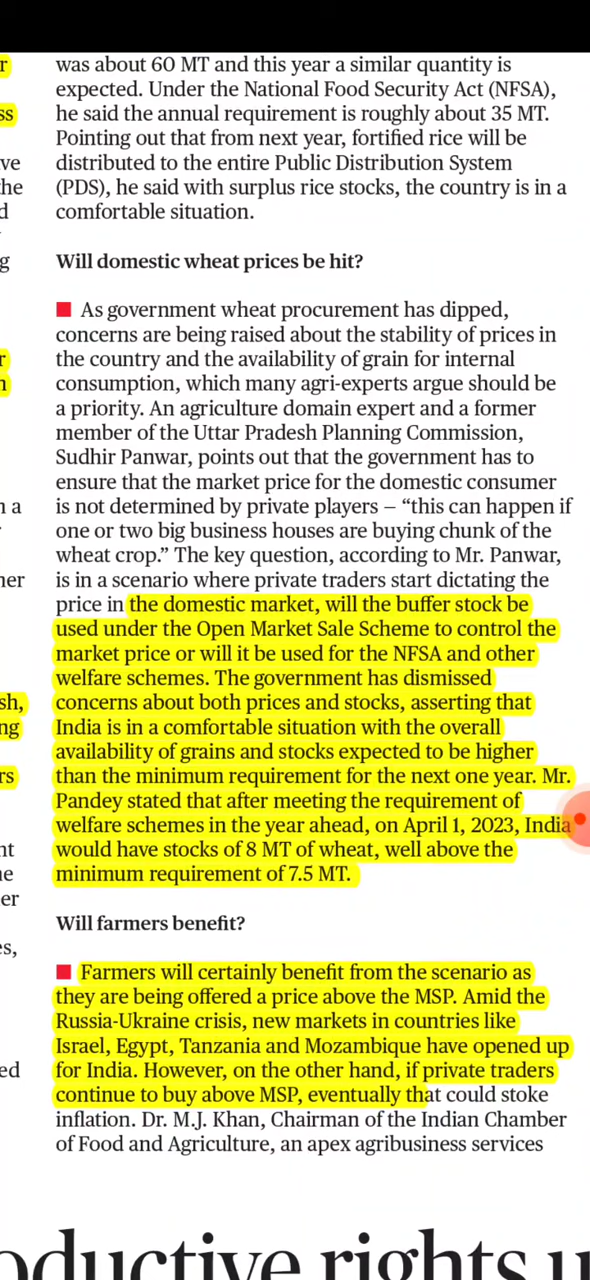 r
was about 60 MT and this year a similar quantity is
expected. Under the National Food Security Act (NFSA),
ss
he said the annual requirement is roughly about 35 MT.
Pointing out that from next year, fortified rice will be
ve
distributed to the entire Public Distribution System
the
(PDS), he said with surplus rice stocks, the country is in a
d
comfortable situation.
g
Will domestic wheat prices be hit?
As government wheat procurement has dipped,
concerns are being raised about the stability of prices in
r
the country and the availability of grain for internal
n
consumption, which many agri-experts argue should be
a priority. An agriculture domain expert and a former
member of the Uttar Pradesh Planning Commission,
Sudhir Panwar, points out that the government has to
ensure that the market price for the domestic consumer
n a
is not determined by private players – “this can happen if
one or two big business houses are buying chunk of the
wheat crop.” The key question, according to Mr. Panwar,
her
is in a scenario where private traders start dictating the
price in the domestic market, will the buffer stock be
used under the Open Market Sale Scheme to control the
market price or will it be used for the NFSA and other
welfare schemes. The government has dismissed
sh,
concerns about both prices and stocks, asserting that
ng
India is in a comfortable situation with the overall
availability of grains and stocks expected to be higher
rs
than the minimum requirement for the next one year. Mr.
Pandey stated that after meeting the requirement of
welfare schemes in the year ahead, on April 1, 2023, India
nt
would have stocks of 8 MT of wheat, well above the
ne
minimum requirement of 7.5 MT.
er
Will farmers benefit?
es,
Farmers will certainly benefit from the scenario as
they are being offered a price above the MSP. Amid the
Russia-Ukraine crisis, new markets in countries like
Israel, Egypt, Tanzania and Mozambique have opened up
ed
for India. However, on the other hand, if private traders
continue to buy above MSP, eventually that could stoke
inflation. Dr. M.J. Khan, Chairman of the Indian Chamber
of Food and Agriculture, an apex agribusiness services
oductive rights u